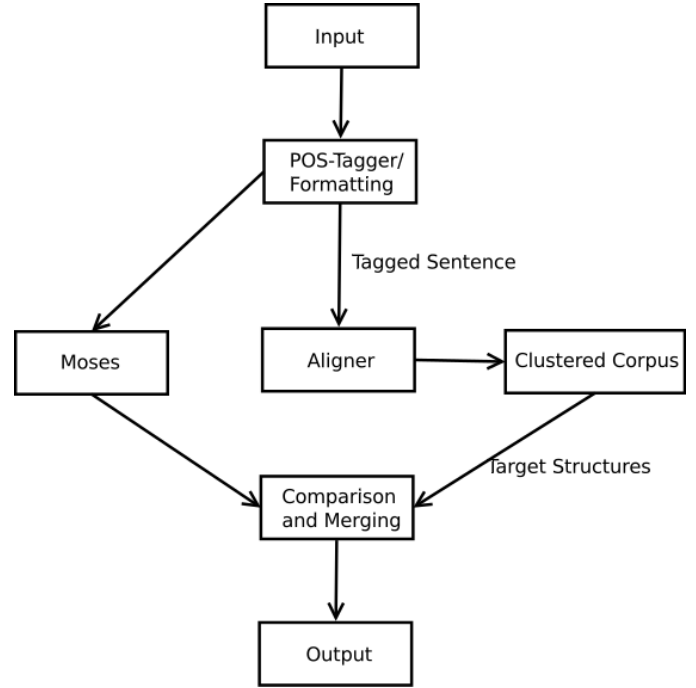 Input
POS-Tagger/
Formatting
Tagged Sentence
Moses
Aligner
Clustered Corpus
Target Structures
Comparison
and Merging
Output